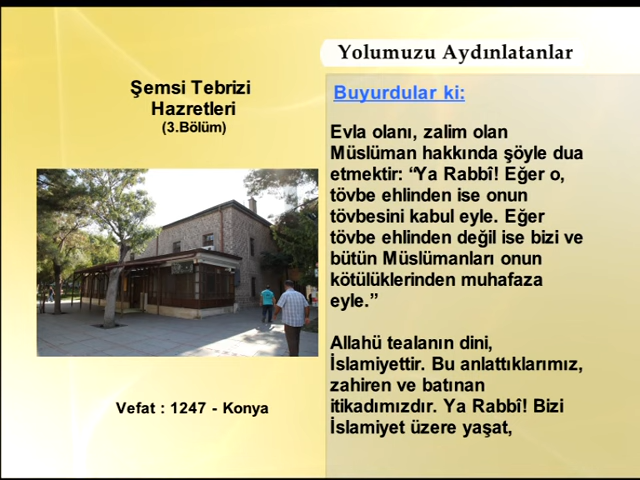 Yolumuzu Aydınlatanlar
Şemsi Tebrizi
Hazretleri
(3.Bölüm)
Vefat : 1247 - Konya
Buyurdular ki:
Evla olanı, zalim olan
Müslüman hakkında şöyle dua
etmektir: “Ya Rabbî! Eğer o,
tövbe ehlinden ise onun
tövbesini kabul eyle. Eğer
tövbe ehlinden değil ise bizi ve
bütün Müslümanları onun
kötülüklerinden muhafaza
eyle.”
Allahü tealanın dini,
İslamiyettir. Bu anlattıklarımız,
zahiren ve batınan
itikadımızdır. Ya Rabbî! Bizi
İslamiyet üzere yaşat,